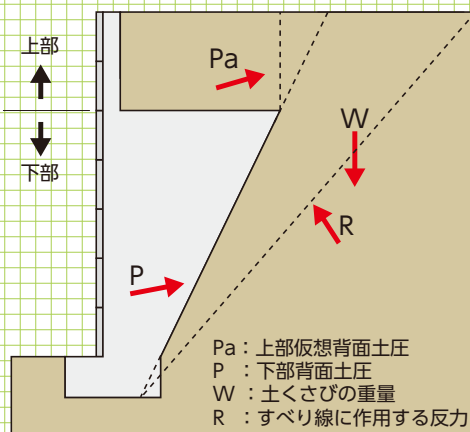 上部
下部
Pa
W
R
P
Pa：上部仮想背面土圧
P ：下部背面土圧
W ：土くさびの重量
R ：すべり線に作用する反力